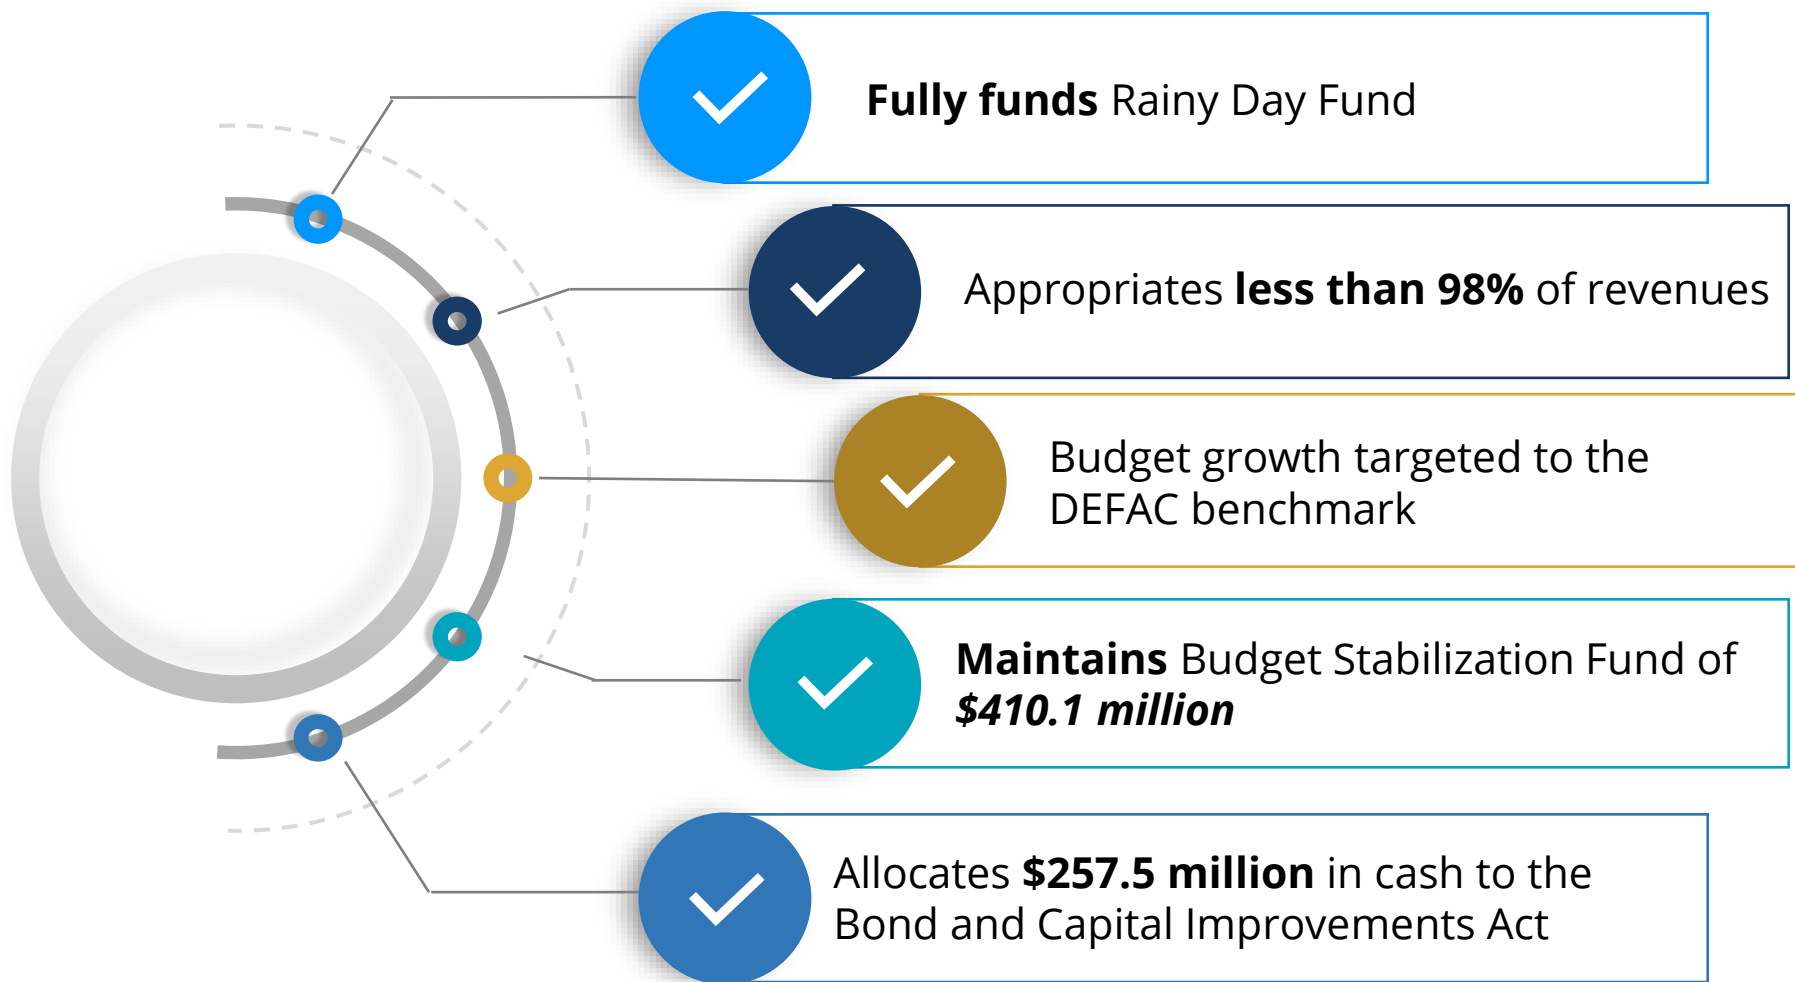 Fully funds Rainy Day Fund
Appropriates less than 98% of revenues
Budget growth targeted to the
DEFAC benchmark
Maintains Budget Stabilization Fund of
$410.1 million
Allocates $257.5 million in cash to the
Bond and Capital Improvements Act